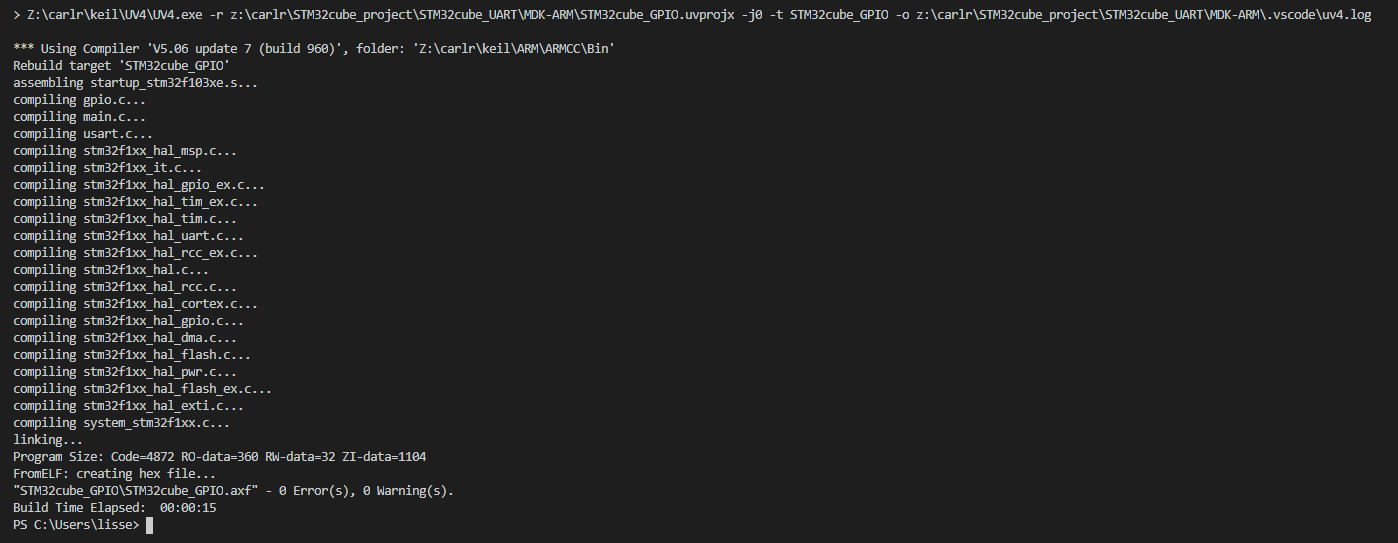 > Z:\carlr\keil\UV4\UV4.exe -r z:\carlr\STM32cube_project\STM32cube_UART\MDK-ARM\STM32cube_GPIO.uvprojx -j0 -t STM32cube_GPIO -o z:\carlr\STM32cube_project\STM32cube_UART\MDK-ARM\.vscode\uv4.log
*** Using Compiler 'V5.06 update 7 (build 960)', folder: 'Z:\carlr\keil\ARM\ARMCC\Bin'
Rebuild target 'STM32cube_GPIO'
assembling startup_stm32f103xe.s...
compiling gpio.c...
compiling main.c...
compiling usart.c...
compiling stm32f1xx_hal_msp.c...
compiling stm32f1xx_it.c...
compiling stm32f1xx_hal_gpio_ex.c...
compiling stm32f1xx_hal_tim_ex.c...
compiling stm32f1xx_hal_tim.c...
compiling stm32f1xx_hal_uart.c...
compiling stm32f1xx_hal_rcc_ex.c...
compiling stm32f1xx_hal.c...
compiling stm32f1xx_hal_rcc.c...
compiling stm32f1xx_hal_cortex.c...
compiling stm32f1xx_hal_gpio.c...
compiling stm32f1xx_hal_dma.c...
compiling stm32f1xx_hal_flash.c...
compiling stm32f1xx_hal_pwr.c...
compiling stm32f1xx_hal_flash_ex.c...
compiling stm32f1xx_hal_exti.c...
compiling system_stm32f1xx.c...
linking...
Program Size: Code=4872 RO-data=360 RW-data=32 ZI-data=1104
FromELF: creating hex file...
"STM32cube_GPIO\STM32cube_GPIO.axf" - 0 Error(s), 0 Warning(s).
Build Time Elapsed:  00:00:15
PS C:\Users\lisse>